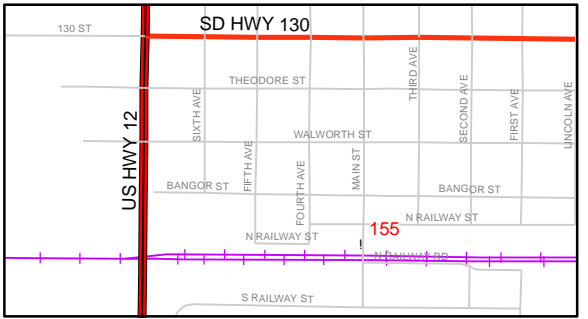 SD HWY 130
130 ST
THEODORE ST
THIRD AVE
SIXTH AVE
SECOND AVE
FIRST AVE
LINCOLN AVE
US HWY 12
WALWORTH ST
FIFTH AVE
MAIN ST
FOURTH AVE
BANGOR ST
BANGOR ST
N RAILWAY ST
155
N RAILWAY ST
!
N RAILWAY RD
S RAILWAY ST